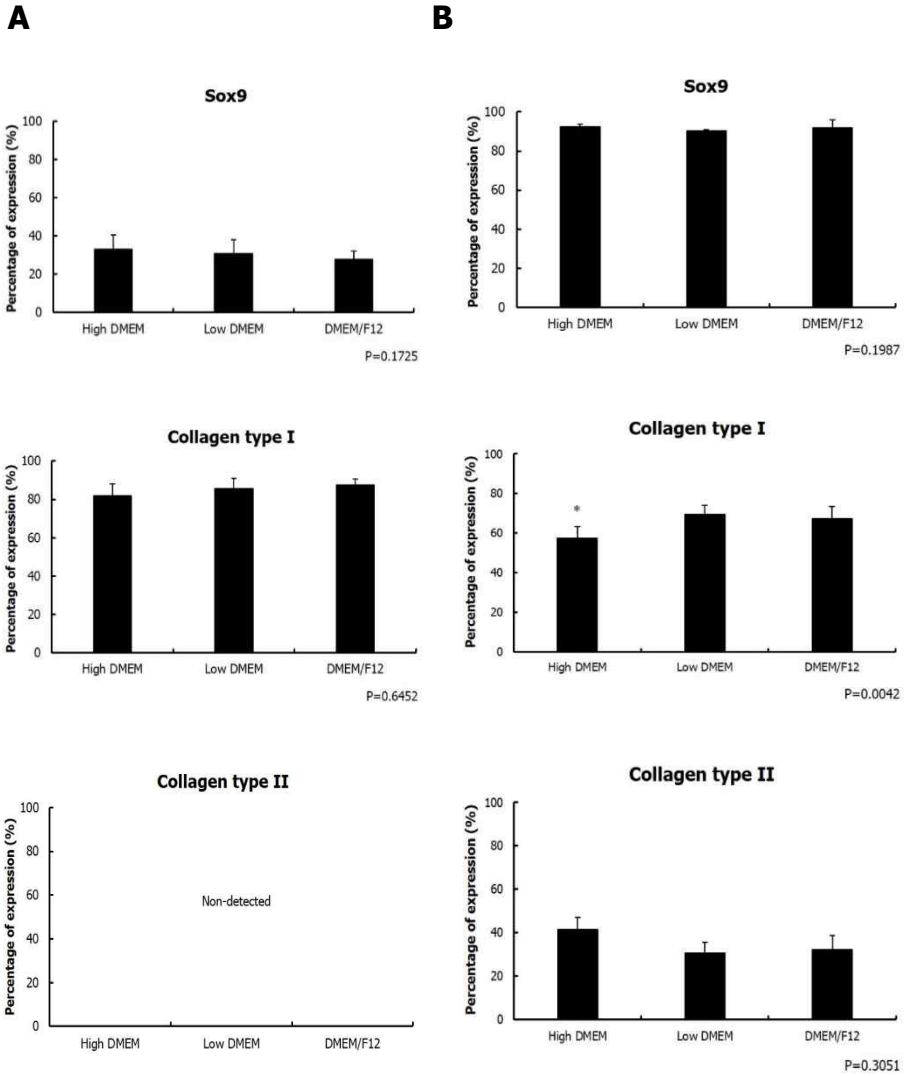 A
Sox9
Percentage of expression (%)
100
80
60
40
20
0
High DMEM Low DMEM DMEM/F12
P=0.1725
Collagen type I
Percentage of expression (%)
100
80
60
40
20
0
High DMEM Low DMEM DMEM/F12
P=0.6452
Collagen type II
Percentage of expression (%)
100
80
60
40
20
0
Non-detected
High DMEM Low DMEM DMEM/F12
B
Sox9
Percentage of expression (%)
100
80
60
40
20
0
High DMEM Low DMEM DMEM/F12
P=0.1987
Collagen type I
Percentage of expression (%)
100
80
60
40
20
0
*
High DMEM Low DMEM DMEM/F12
P=0.0042
Collagen type II
Percentage of expression (%)
100
80
60
40
20
0
High DMEM Low DMEM DMEM/F12
P=0.3051